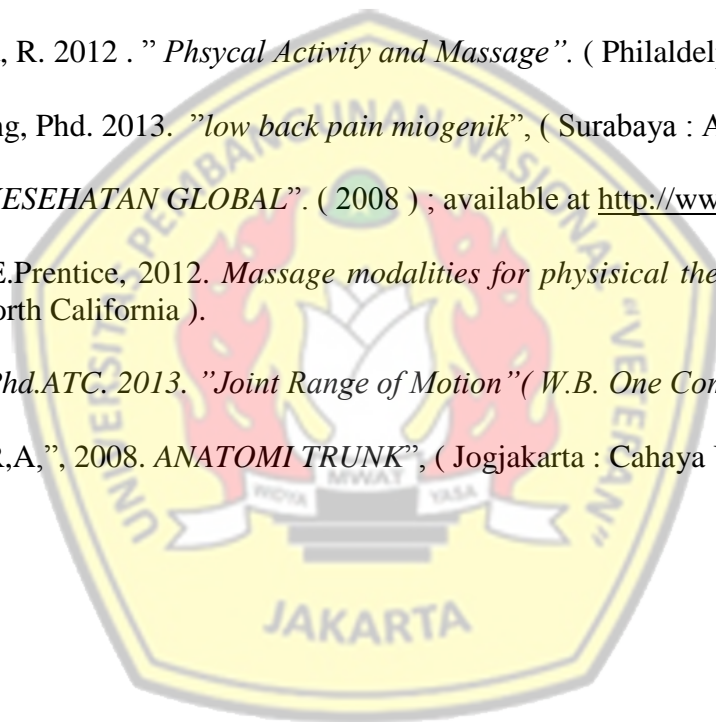 , R. 2012 . ” Phsycal Activity and Massage”. ( Philaldel
ng, Phd. 2013. ”low back pain miogenik”, ( Surabaya : A
KESEHATAN GLOBAL”. ( 2008 ) ; available at http://ww
E.Prentice, 2012. Massage modalities for physisical the
orth California ).
Phd.ATC. 2013. ”Joint Range of Motion”( W.B. One Con
R,A,”, 2008. ANATOMI TRUNK”, ( Jogjakarta : Cahaya
UNIVERSITAS PEMBANGUNAN NASIONAL "VETERAN"
WIDYA MWAT YASA
JAKARTA